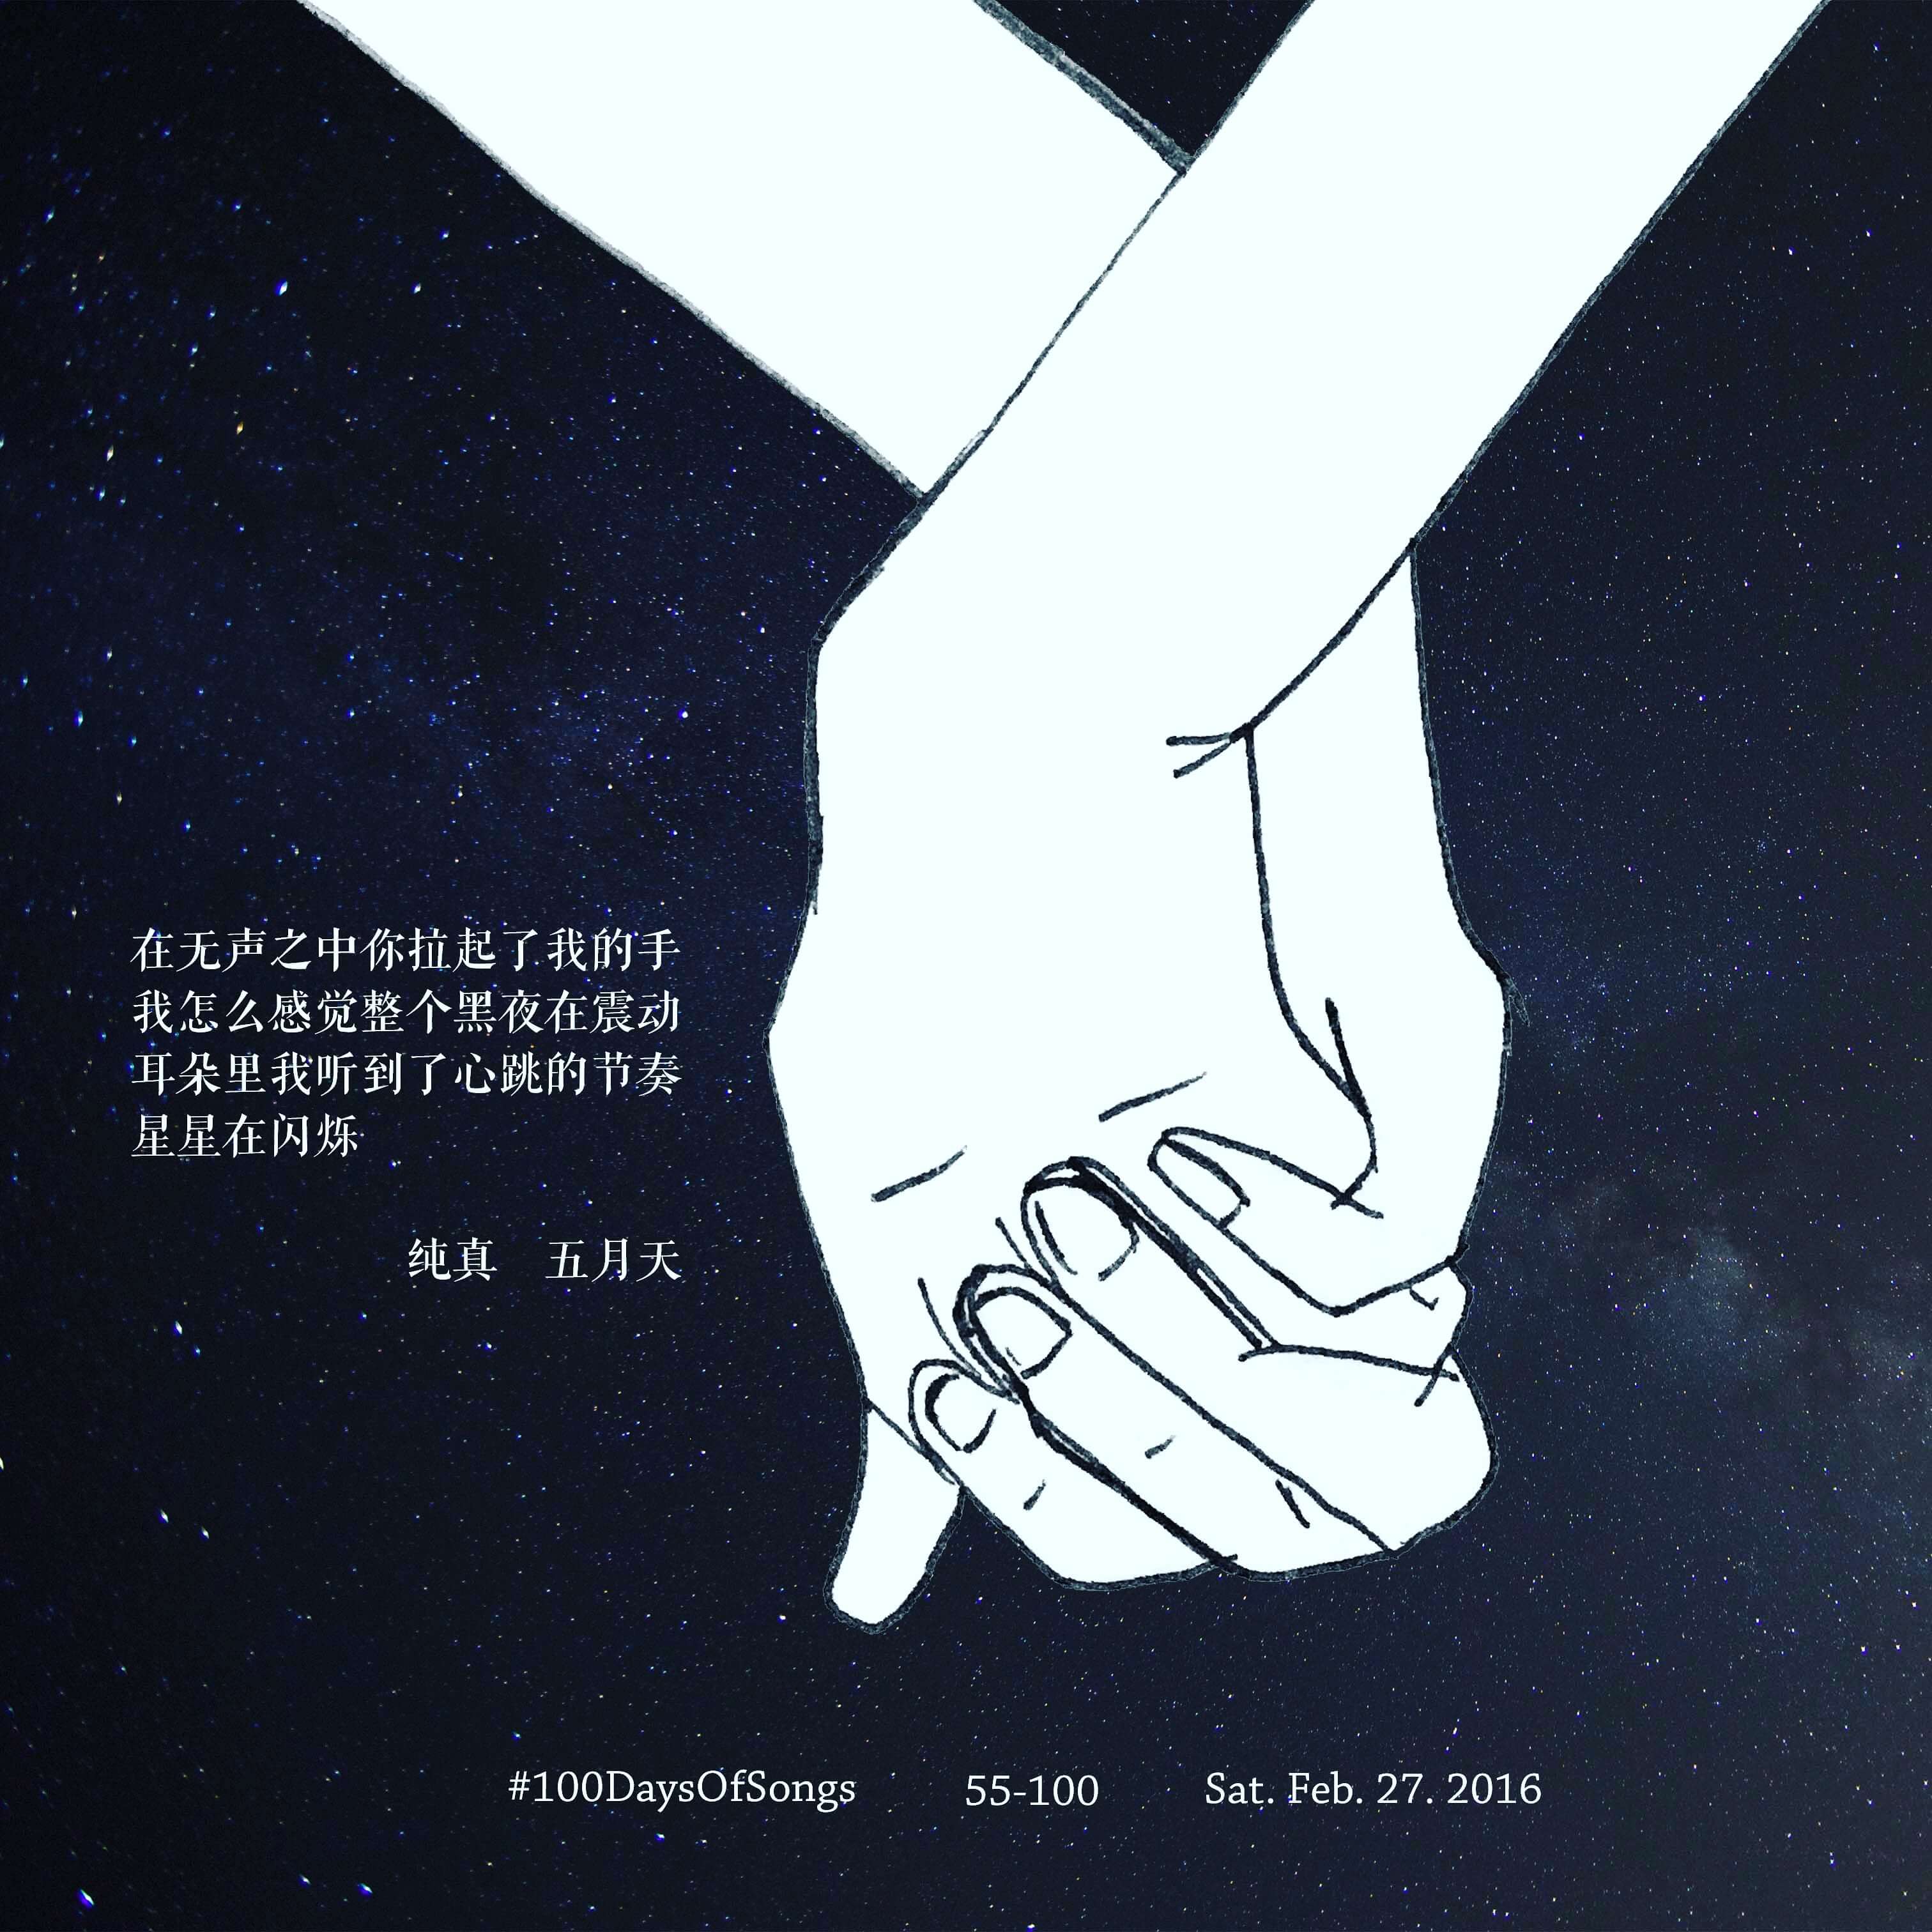 在无声之中你拉起了我的手
我怎么感觉整个黑夜在震动
耳朵里我听到了心跳的节奏
星星在闪烁
纯真　五月天
#100DaysOfSongs 55-100 Sat. Feb. 27. 2016